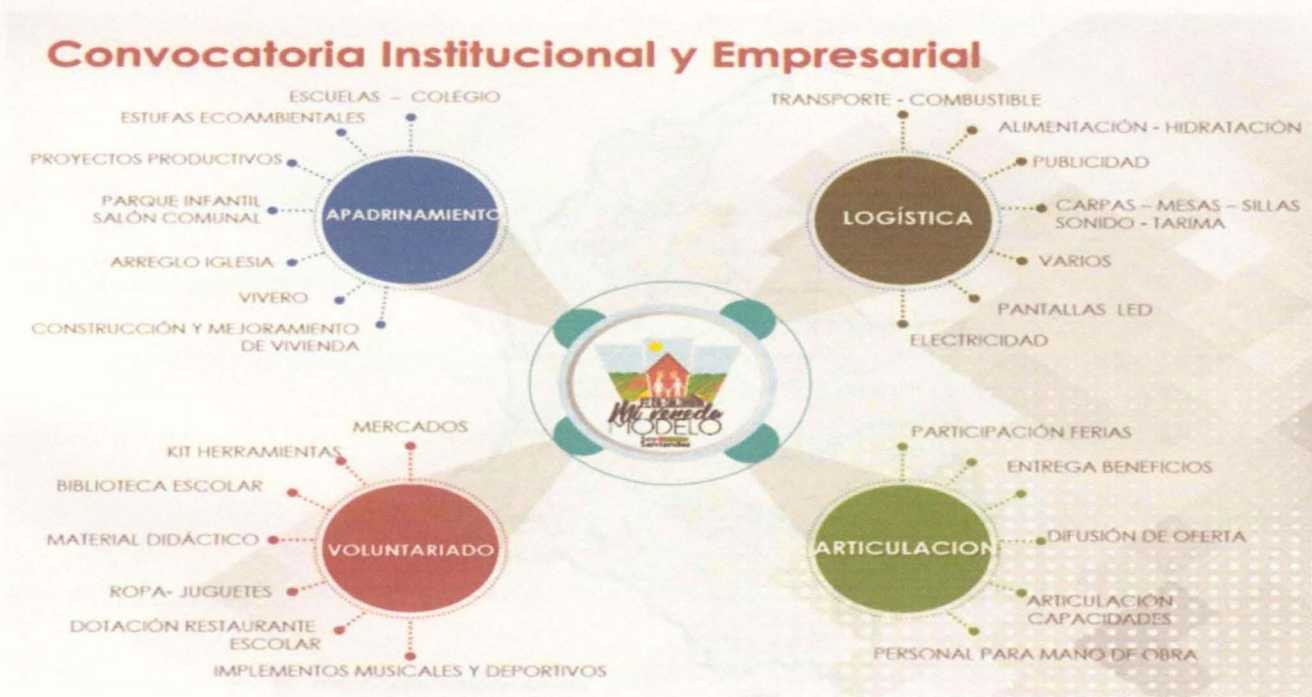 Convocatoria Institucional y Empresarial
ESCUELAS – COLEGIO
ESTUFAS ECOAMBIENTALES
PROYECTOS PRODUCTIVOS
PARQUE INFANTIL
SALÓN COMUNAL
ARREGLO IGLESIA
VIVERO
CONSTRUCCIÓN Y MEJORAMIENTO
DE VIVIENDA
APADRINAMIENTO
TRANSPORTE - COMBUSTIBLE
ALIMENTACIÓN - HIDRATACIÓN
PUBLICIDAD
CARPAS – MESAS – SILLAS
SONIDO - TARIMA
VARIOS
PANTALLAS LED
ELECTRICIDAD
LOGÍSTICA
Mi vereda
MODELO
Santander
MERCADOS
KIT HERRAMIENTAS
BIBLIOTECA ESCOLAR
MATERIAL DIDÁCTICO
ROPA- JUGUETES
DOTACIÓN RESTAURANTE
ESCOLAR
IMPLEMENTOS MUSICALES Y DEPORTIVOS
VOLUNTARIADO
PARTICIPACIÓN FERIAS
ENTREGA BENEFICIOS
DIFUSIÓN DE OFERTA
ARTICULACIÓN
CAPACIDADES
PERSONAL PARA MANO DE OBRA
ARTICULACION